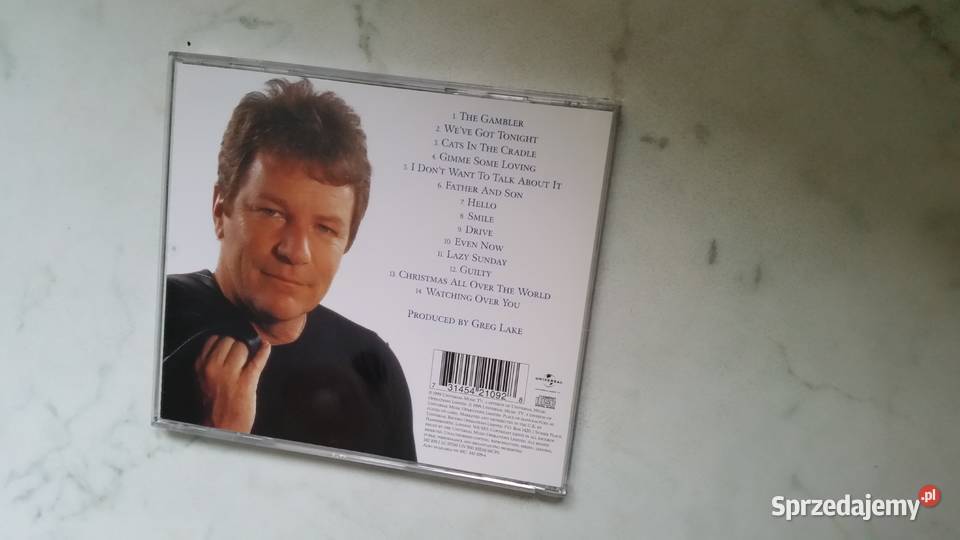 1. The Gambler
2. We've Got Tonight
3. Cats In The Cradle
4. Gimme Some Loving
5. I Don't Want To Talk About It
6. Father And Son
7. Hello
8. Smile
9. Drive
10. Even Now
11. Lazy Sunday
12. Guilty
13. Christmas All Over The World
14. Watching Over You
Produced by Greg Lake
7 31454 21092 8
UNIVERSAL
Sprzedajemy.pl